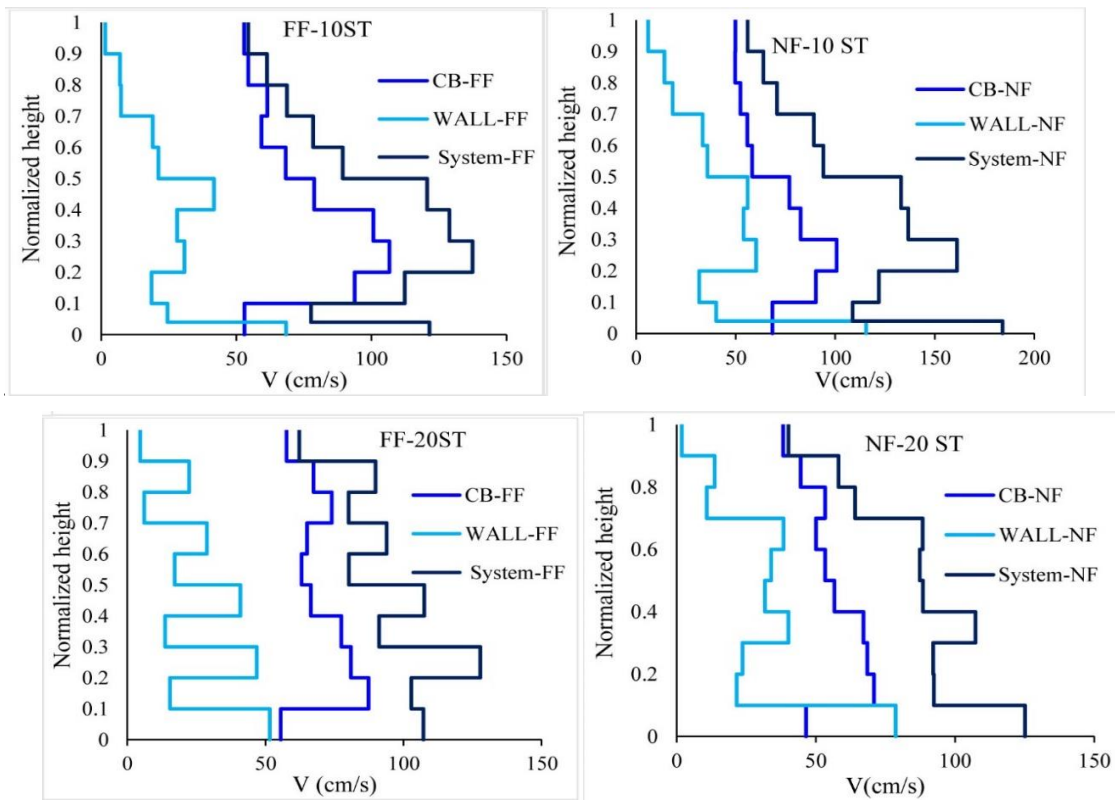 FF-10ST
Normalized height
1
0.9
0.8
0.7
0.6
0.5
0.4
0.3
0.2
0.1
0
CB-FF
WALL-FF
System-FF
0 50 100 150
V (cm/s)
NF-10 ST
Normalized height
1
0.9
0.8
0.7
0.6
0.5
0.4
0.3
0.2
0.1
0
CB-NF
WALL-NF
System-NF
0 50 100 150 200
V(cm/s)
FF-20ST
Normalized height
1
0.9
0.8
0.7
0.6
0.5
0.4
0.3
0.2
0.1
0
CB-FF
WALL-FF
System-FF
0 50 100 150
V (cm/s)
NF-20 ST
Normalized height
1
0.8
0.6
0.4
0.2
0
CB-NF
WALL-NF
System-NF
0 50 100 150
V(cm/s)